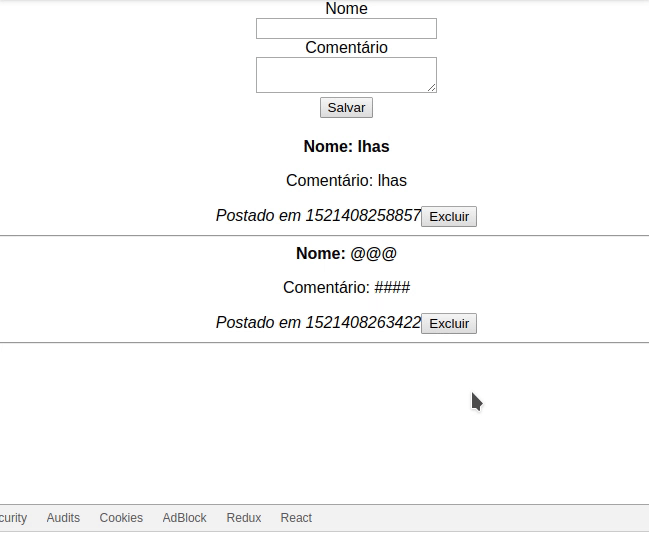 Nome
Comentário
Salvar
Nome: lhas
Comentário: lhas
Postado em 1521408258857 Excluir
Nome: @@@
Comentário: ####
Postado em 1521408263422 Excluir
curity Audits Cookies AdBlock Redux React